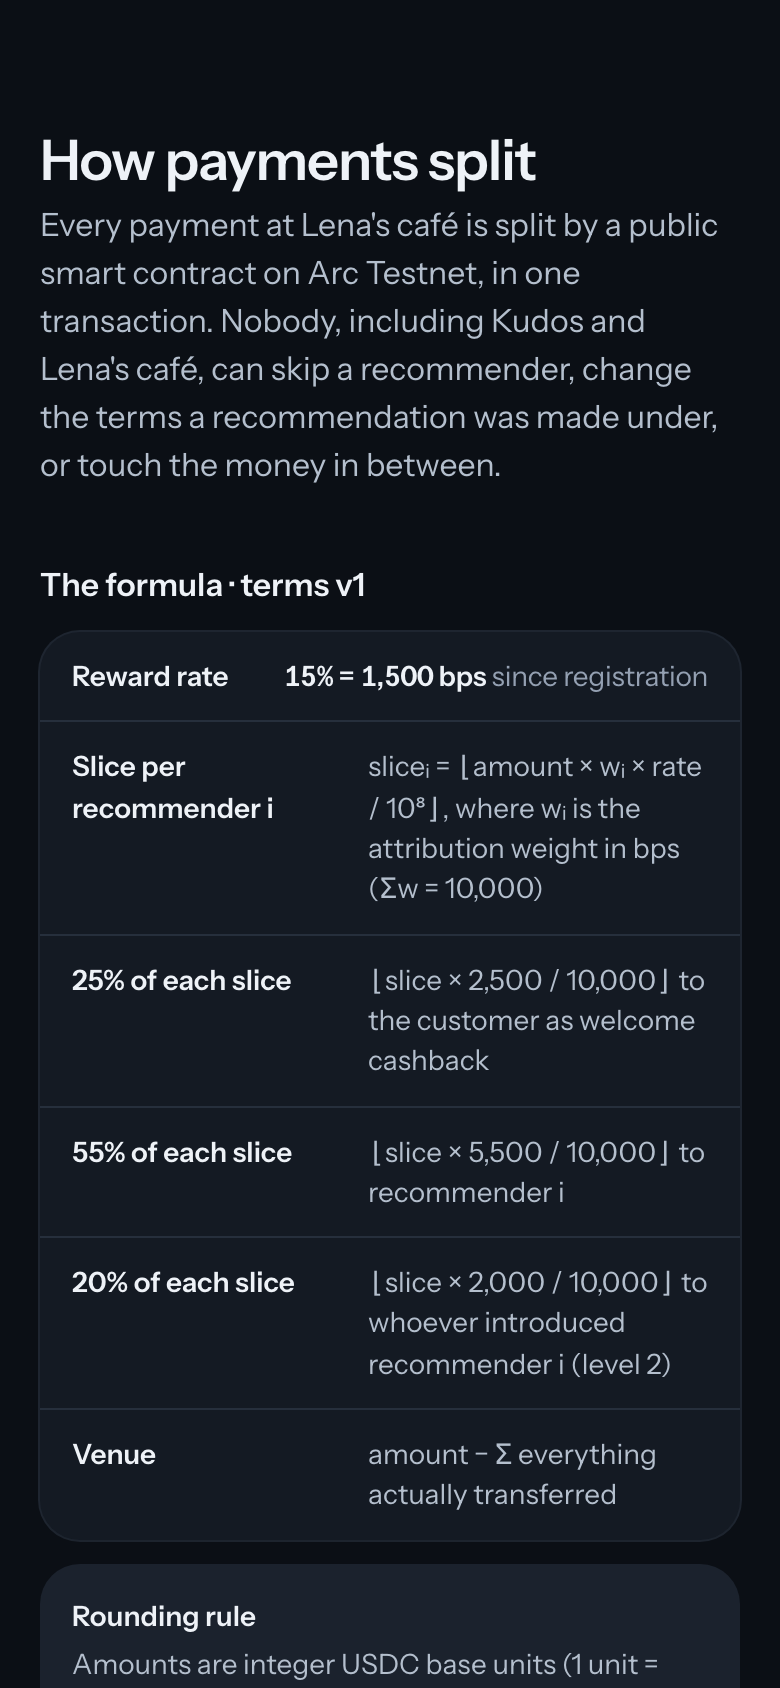 How payments split
Every payment at Lena's café is split by a public
smart contract on Arc Testnet, in one
transaction. Nobody, including Kudos and
Lena's café, can skip a recommender, change
the terms a recommendation was made under,
or touch the money in between.
The formula · terms v1
Reward rate 15% = 1,500 bps since registration
Slice per
recommender i
sliceᵢ = ⌊amount × wᵢ × rate
/ 10⁸⌋, where wᵢ is the
attribution weight in bps
(Σw = 10,000)
25% of each slice
⌊slice × 2,500 / 10,000⌋ to
the customer as welcome
cashback
55% of each slice
⌊slice × 5,500 / 10,000⌋ to
recommender i
20% of each slice
⌊slice × 2,000 / 10,000⌋ to
whoever introduced
recommender i (level 2)
Venue
amount − Σ everything
actually transferred
Rounding rule
Amounts are integer USDC base units (1 unit =